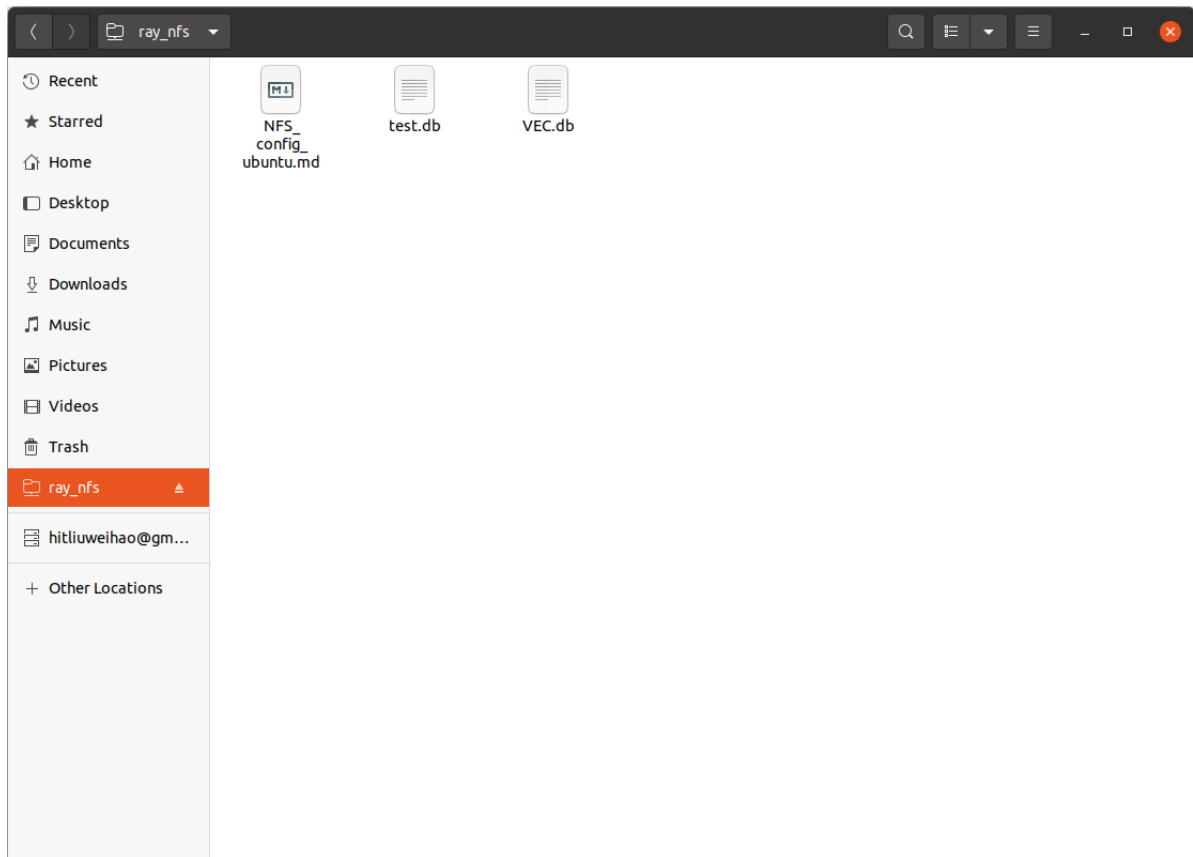 ray_nfs
Recent
Starred
Home
Desktop
Documents
Downloads
Music
Pictures
Videos
Trash
ray_nfs
hitliuweihao@gm...
Other Locations
NFS_
config_
ubuntu.md
test.db
VEC.db